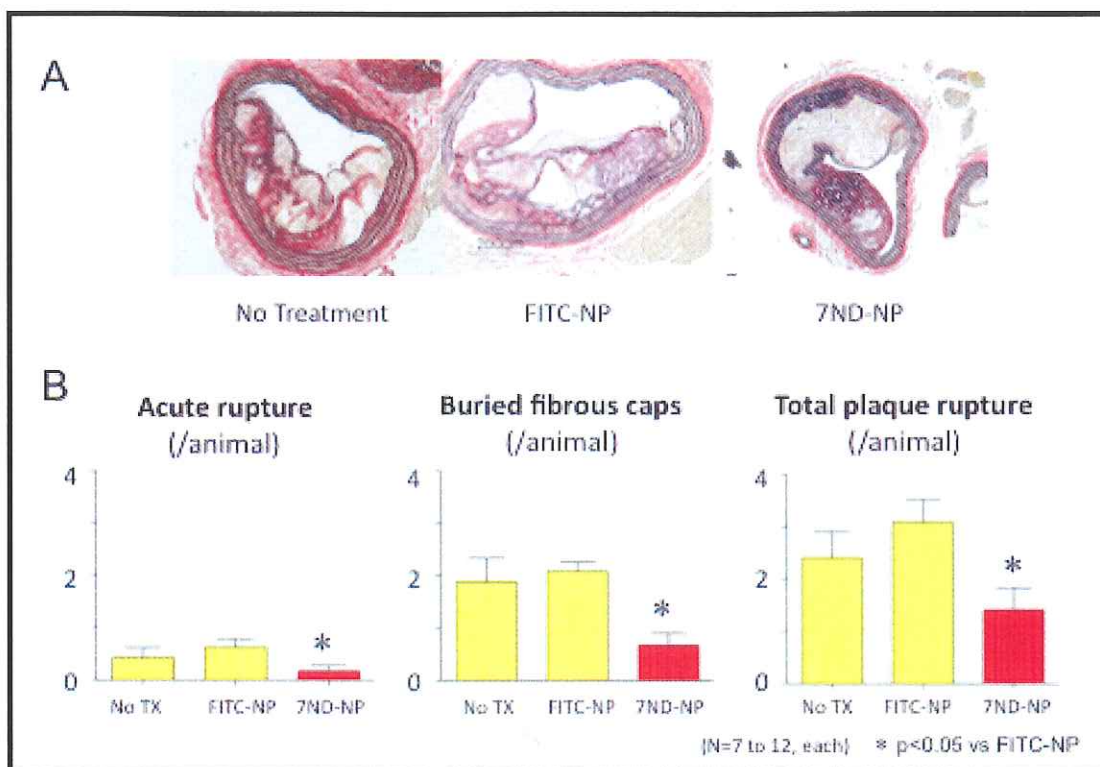 A
No Treatment FITC-NP 7ND-NP
B
Acute rupture
(/animal)
4
2
0
No TX FITC-NP 7ND-NP
*
Buried fibrous caps
(/animal)
4
2
0
No TX FITC-NP 7ND-NP
*
Total plaque rupture
(/animal)
4
2
0
No TX FITC-NP 7ND-NP
*
(N=7 to 12, each) * p<0.05 vs FITC-NP